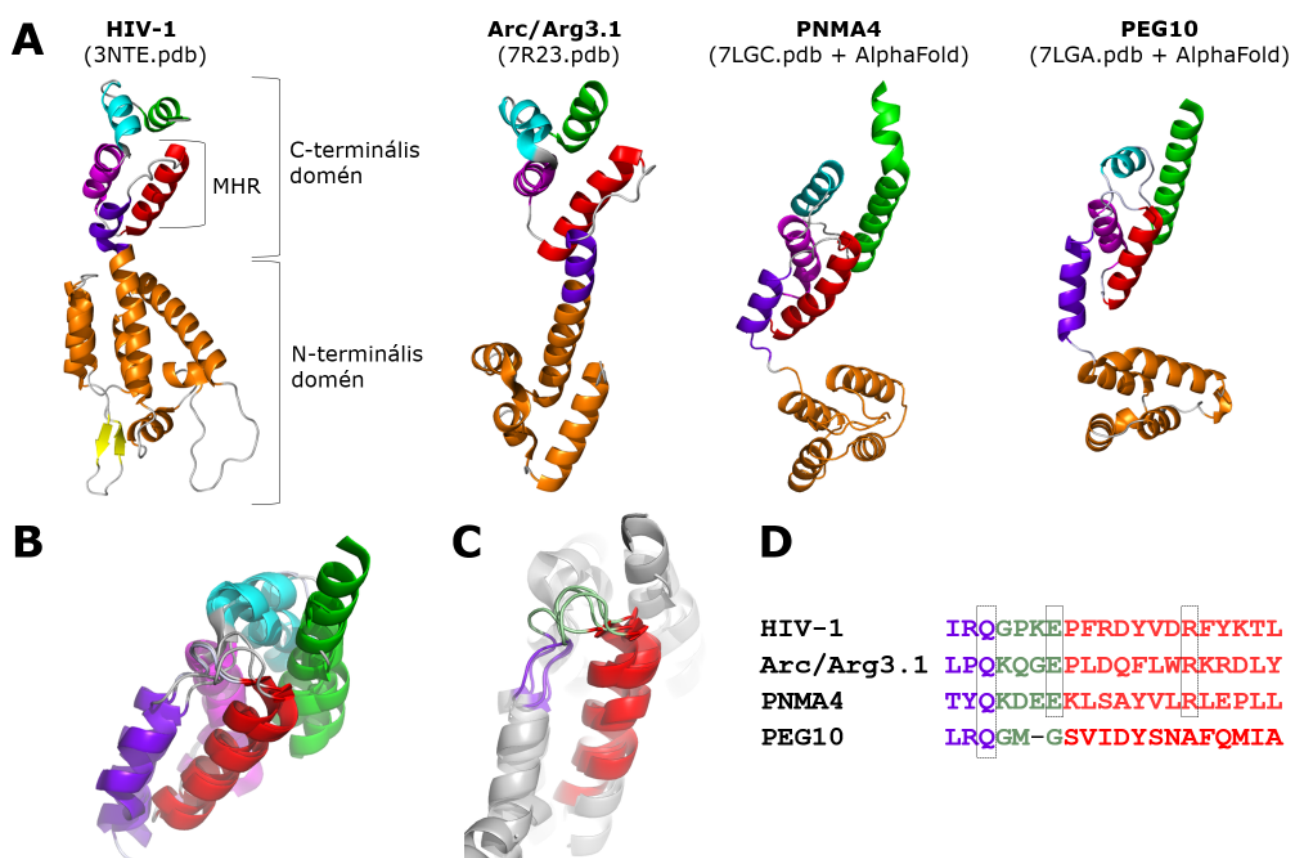 A
HIV-1
(3NTE.pdb)
Arc/Arg3.1
(7R23.pdb)
PNMA4
(7LGC.pdb + AlphaFold)
PEG10
(7LGA.pdb + AlphaFold)
MHR
C-terminális
domén
N-terminális
domén
B
C
D
HIV-1 IRQGPKEPFRDYVDRFYKTL
Arc/Arg3.1 LPQKQGEPLDQFLWRKRDLY
PNMA4 TYQKDEEKLSAYVLRLEPLL
PEG10 LRQGM-GSVIDYSNAFQMIA